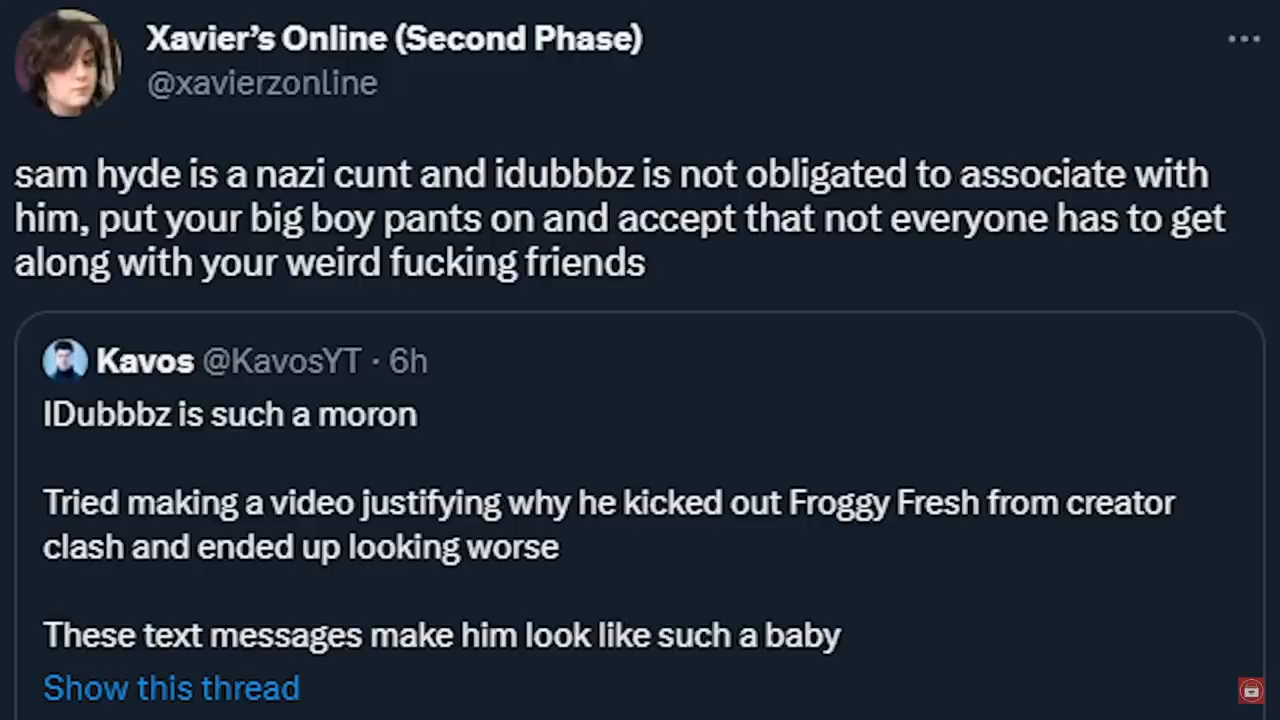 Xavier’s Online (Second Phase)
@xavierzonline
sam hyde is a nazi cunt and idubbbz is not obligated to associate with
him, put your big boy pants on and accept that not everyone has to get
along with your weird fucking friends
Kavos @KavosYT · 6h
IDubbbz is such a moron
Tried making a video justifying why he kicked out Froggy Fresh from creator
clash and ended up looking worse
These text messages make him look like such a baby
Show this thread